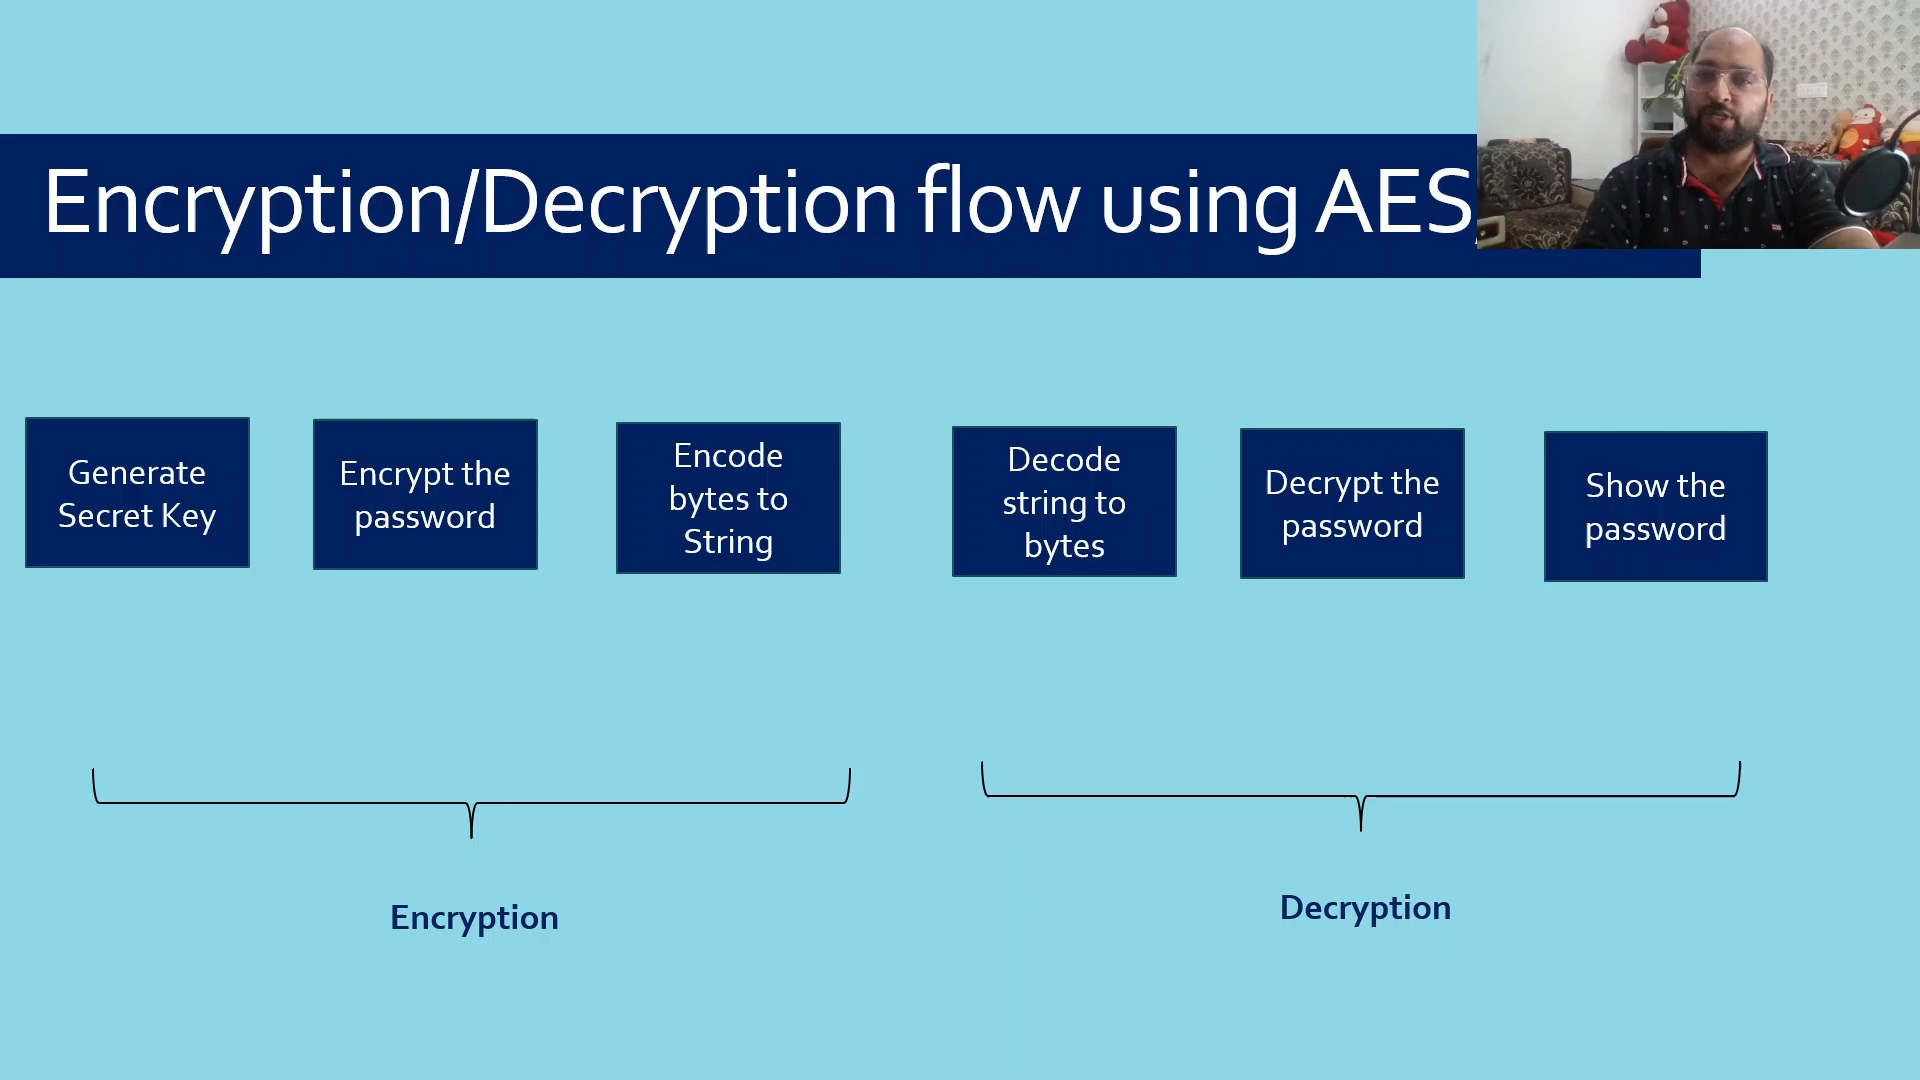 Encryption/Decryption flow using AES
Generate
Secret Key
Encrypt the
password
Encode
bytes to
String
Decode
string to
bytes
Decrypt the
password
Show the
password
Encryption
Decryption